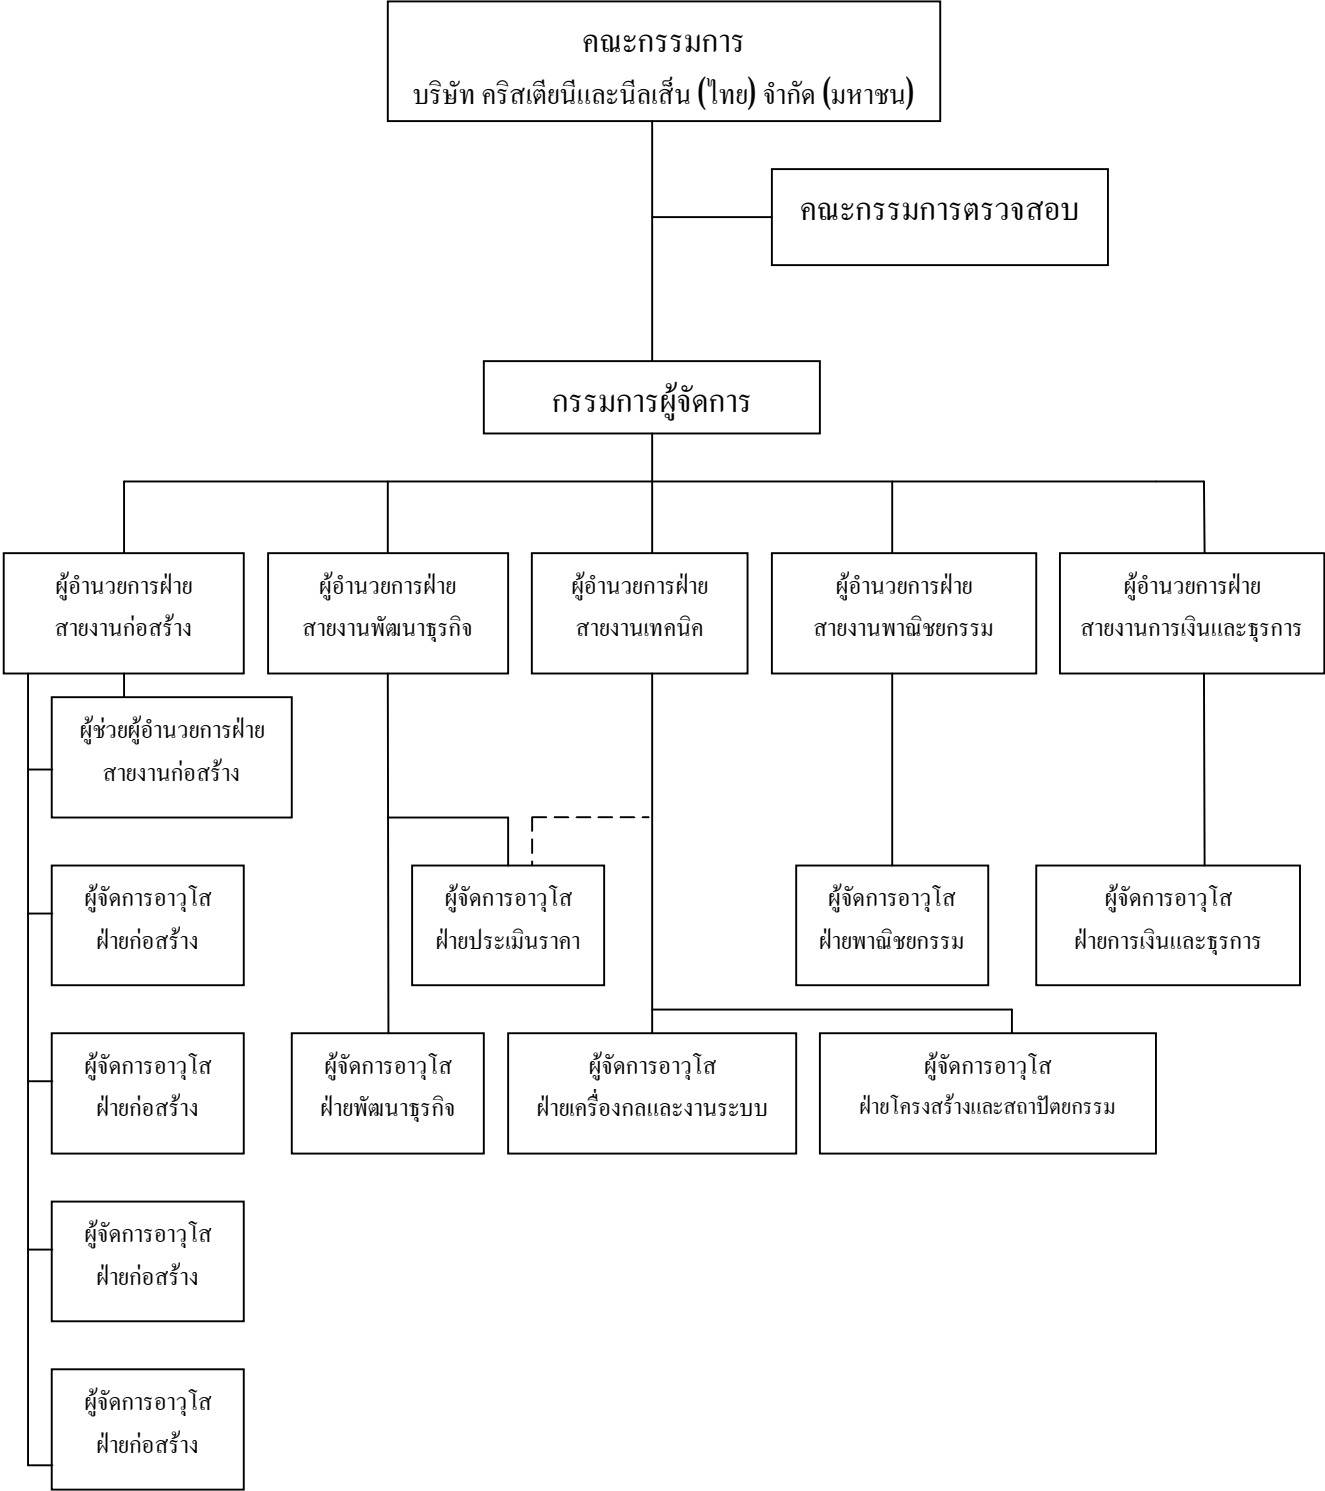 คณะกรรมการ
บริษัท คริสเตียนีและนีลเส็น (ไทย) จำกัด (มหาชน)
คณะกรรมการตรวจสอบ
กรรมการผู้จัดการ
ผู้อำนวยการฝ่าย
สายงานก่อสร้าง
ผู้อำนวยการฝ่าย
สายงานพัฒนาธุรกิจ
ผู้อำนวยการฝ่าย
สายงานเทคนิค
ผู้อำนวยการฝ่าย
สายงานพาณิชยกรรม
ผู้อำนวยการฝ่าย
สายงานการเงินและธุรการ
ผู้ช่วยผู้อำนวยการฝ่าย
สายงานก่อสร้าง
ผู้จัดการอาวุโส
ฝ่ายก่อสร้าง
ผู้จัดการอาวุโส
ฝ่ายประเมินราคา
ผู้จัดการอาวุโส
ฝ่ายพาณิชยกรรม
ผู้จัดการอาวุโส
ฝ่ายการเงินและธุรการ
ผู้จัดการอาวุโส
ฝ่ายก่อสร้าง
ผู้จัดการอาวุโส
ฝ่ายพัฒนาธุรกิจ
ผู้จัดการอาวุโส
ฝ่ายเครื่องกลและงานระบบ
ผู้จัดการอาวุโส
ฝ่ายโครงสร้างและสถาปัตยกรรม
ผู้จัดการอาวุโส
ฝ่ายก่อสร้าง
ผู้จัดการอาวุโส
ฝ่ายก่อสร้าง